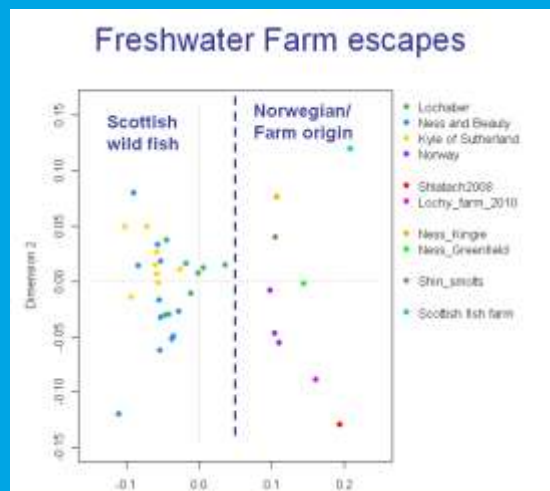 Freshwater Farm escapes
Scottish
wild fish
Norwegian/
Farm origin
Dimension 2
0.15
0.10
0.05
0.00
-0.05
-0.10
-0.15
-0.1
0.0
0.1
0.2
Lochaber
Ness and Beauly
Kyle of Sutherland
Norway
Lochy_farm_2010
Ness_Kingie
Ness_Greenfield
Shin_smolts
Scottish fish farm